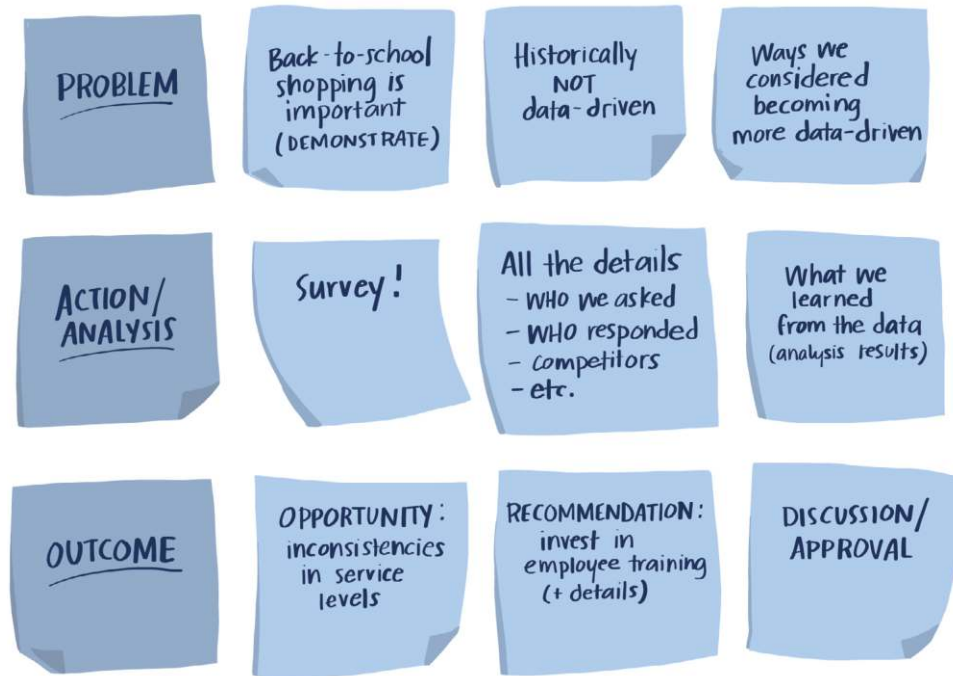 PROBLEM
Back-to-school
shopping is
important
(DEMONSTRATE)
Historically
NOT
data-driven
Ways we
considered
becoming
more data-driven
ACTION/
ANALYSIS
Survey!
All the details
- WHO we asked
- WHO responded
- competitors
- etc.
What we
learned
from the data
(analysis results)
OUTCOME
OPPORTUNITY:
inconsistencies
in service
levels
RECOMMENDATION:
invest in
employee training
(+ details)
DISCUSSION/
APPROVAL